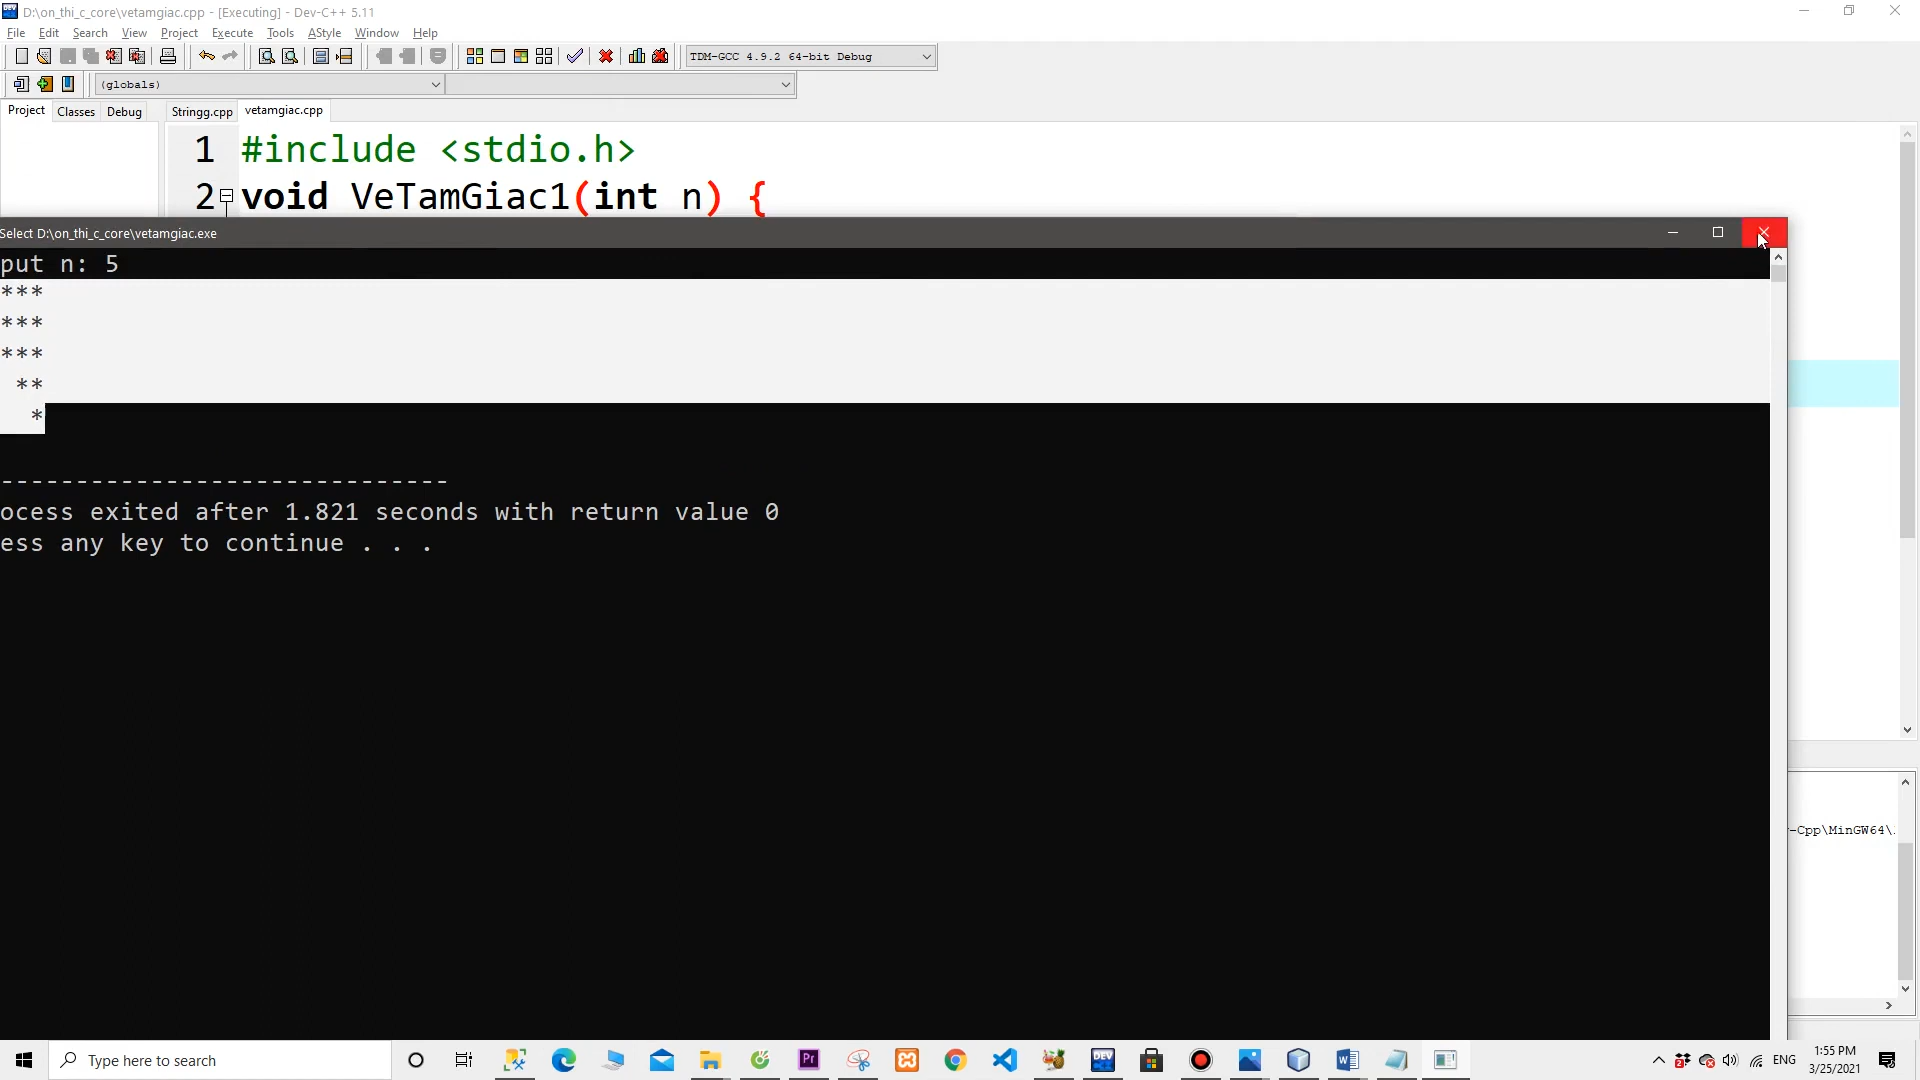 D:\on_thi_c_core\vetamgiac.cpp - [Executing] - Dev-C++ 5.11
File Edit Search View Project Execute Tools AStyle Window Help
TDM-GCC 4.9.2 64-bit Debug
(globals)
Project Classes Debug Stringg.cpp vetamgiac.cpp
1 #include <stdio.h>
2 void VeTamGiac1(int n) {
Select D:\on_thi_c_core\vetamgiac.exe
put n: 5
***
***
***
**
*
------------------------------
ocess exited after 1.821 seconds with return value 0
ess any key to continue . . .
-Cpp\MinGW64\
Type here to search
Pr
DEV
W
ENG
1:55 PM
3/25/2021